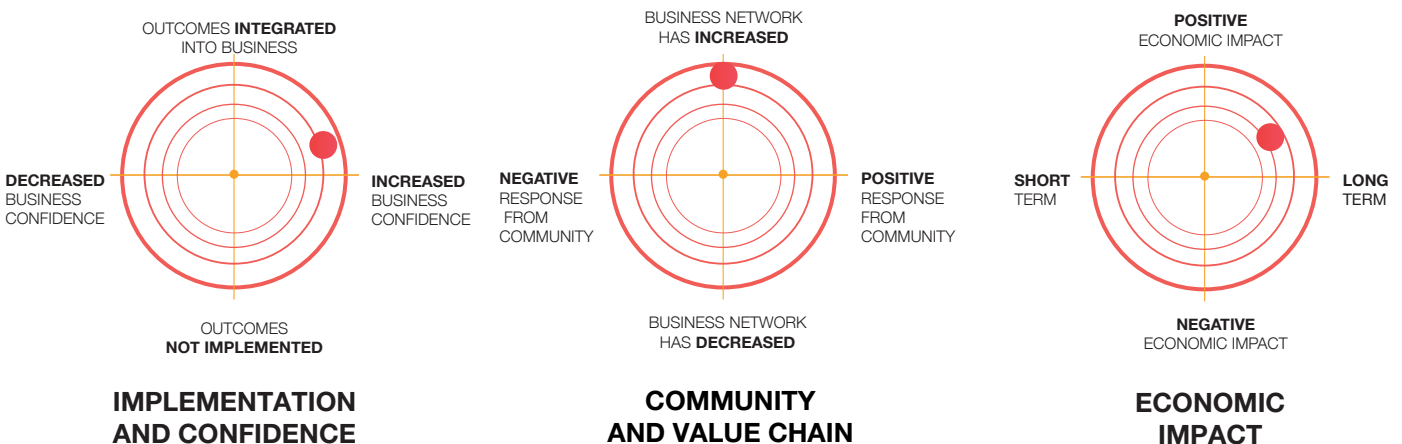 OUTCOMES INTEGRATED
INTO BUSINESS
DECREASED
BUSINESS
CONFIDENCE
INCREASED
BUSINESS
CONFIDENCE
OUTCOMES
NOT IMPLEMENTED
IMPLEMENTATION
AND CONFIDENCE
BUSINESS NETWORK
HAS INCREASED
NEGATIVE
RESPONSE
FROM
COMMUNITY
POSITIVE
RESPONSE
FROM
COMMUNITY
BUSINESS NETWORK
HAS DECREASED
COMMUNITY
AND VALUE CHAIN
POSITIVE
ECONOMIC IMPACT
SHORT
TERM
LONG
TERM
NEGATIVE
ECONOMIC IMPACT
ECONOMIC
IMPACT